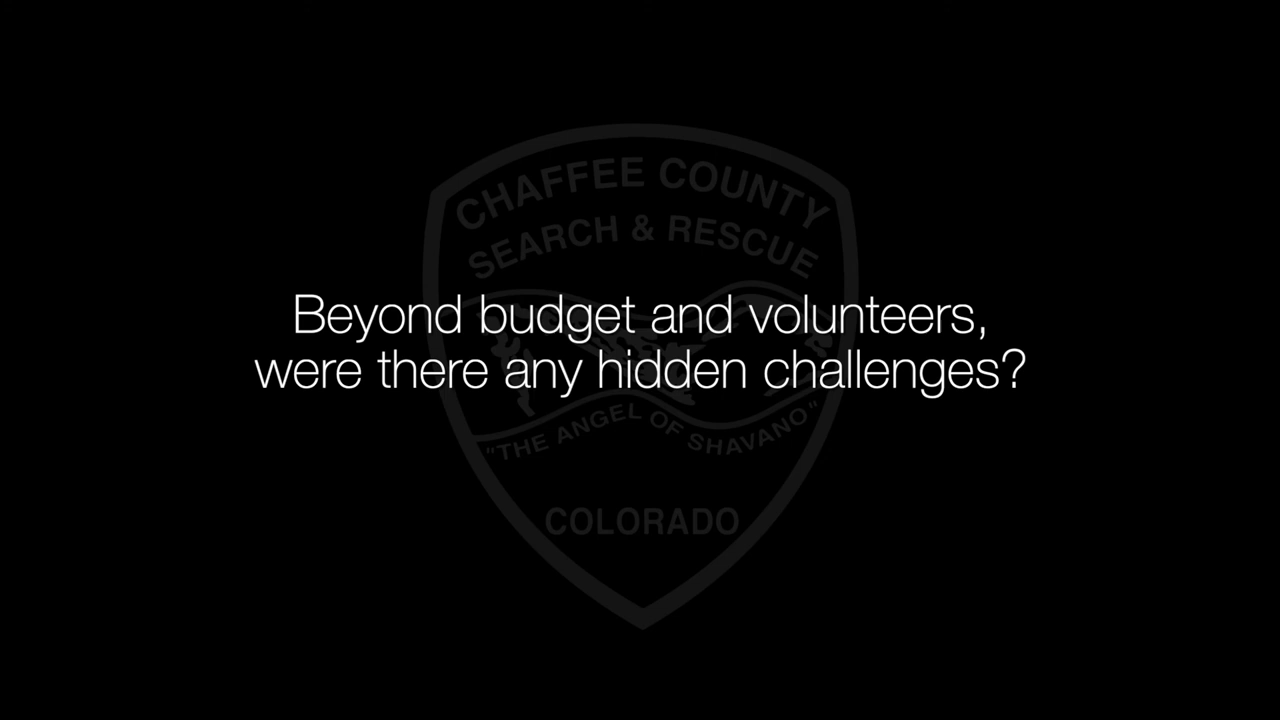 CHAFFEE COUNTY
SEARCH & RESCUE
Beyond budget and volunteers,
were there any hidden challenges?
"THE ANGEL OF SHAVANO"
COLORADO